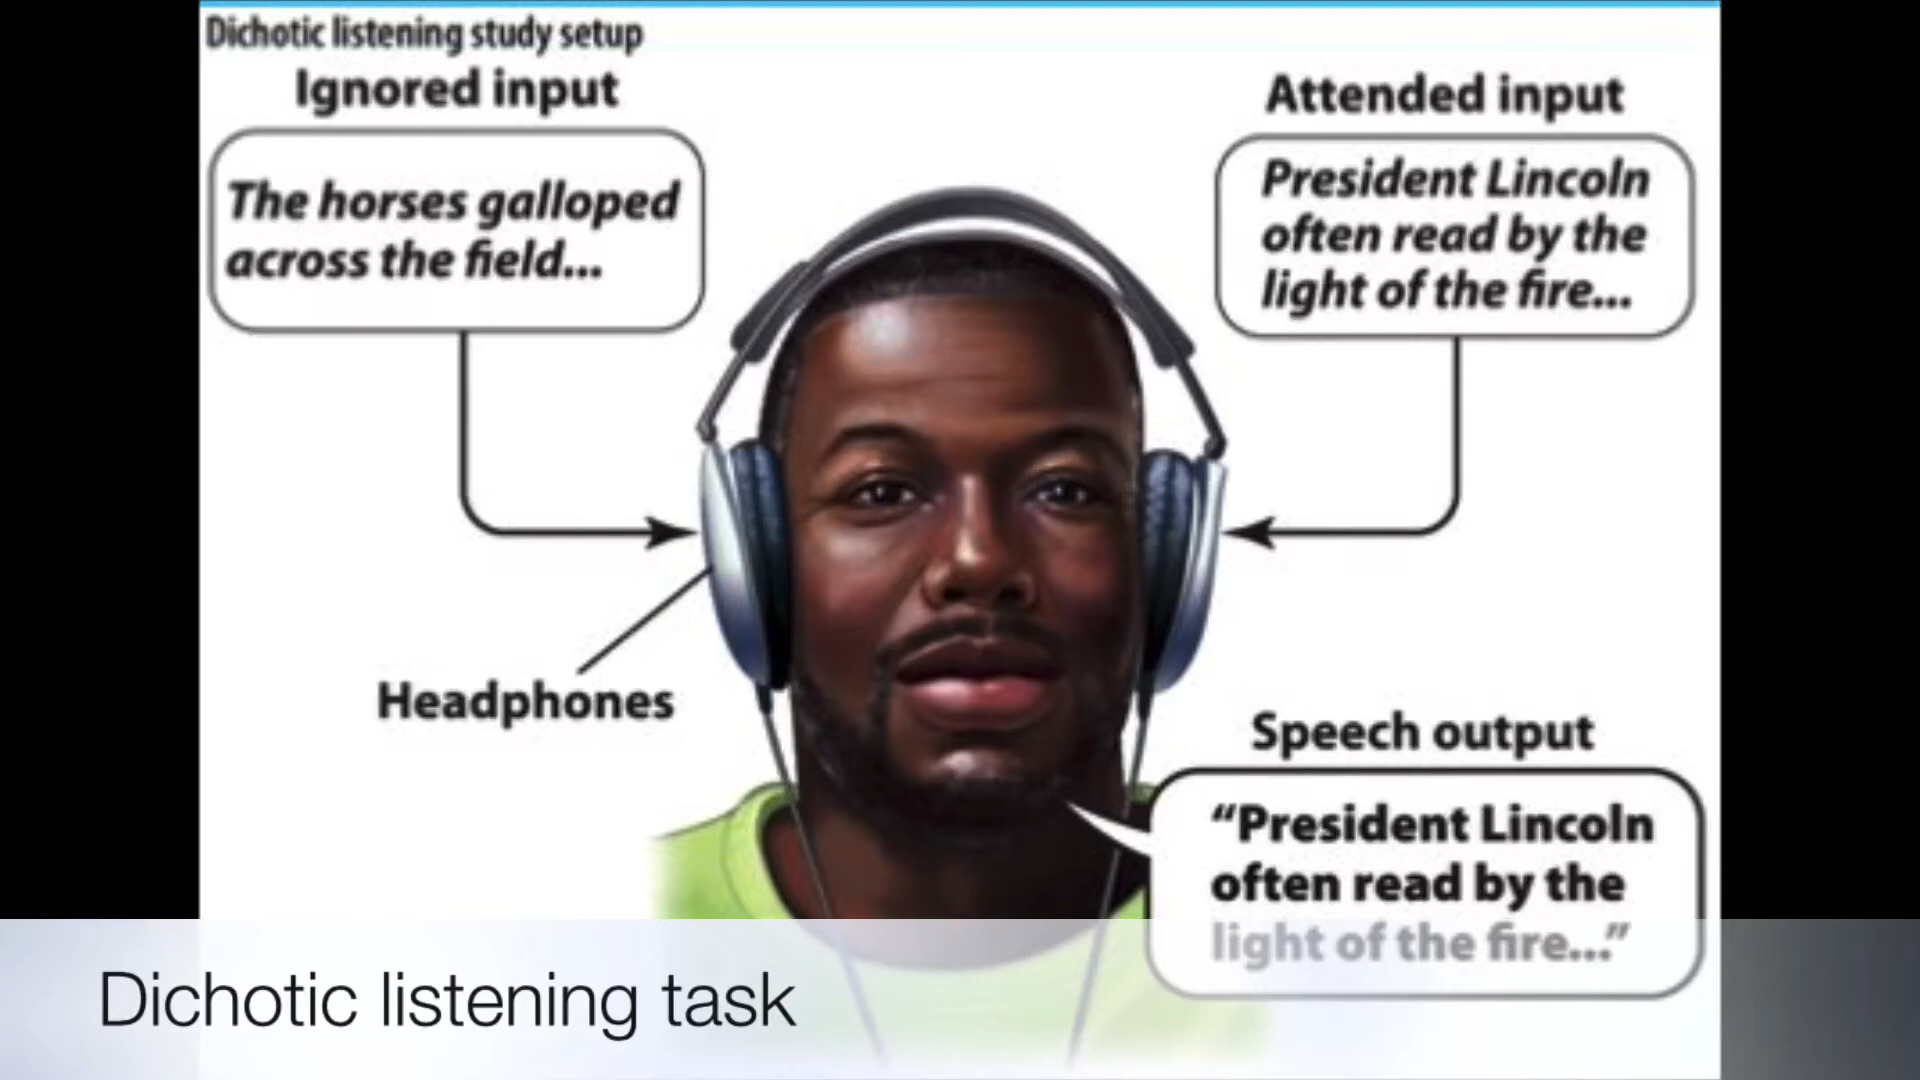 Dichotic listening study setup
Ignored input
The horses galloped
across the field...
Attended input
President Lincoln
often read by the
light of the fire...
Headphones
Speech output
“President Lincoln
often read by the
light of the fire...”
Dichotic listening task